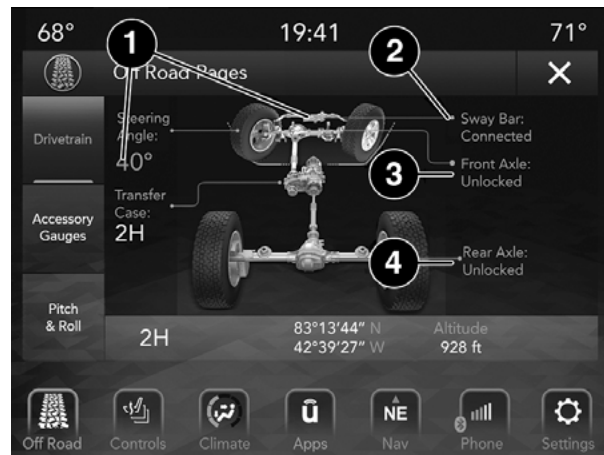 68°
19:41
71°
1
2
Off Road Pages
X
Drivetrain
Steering
Angle:
40°
Sway Bar:
Connected
3
Front Axle:
Unlocked
Accessory
Gauges
Transfer
Case:
2H
4
Rear Axle:
Unlocked
Pitch
& Roll
2H
83°13'44" N
42°39'27" W
Altitude
928 ft
Off Road
Controls
Climate
ū
Apps
NE
Nav
Phone
Settings